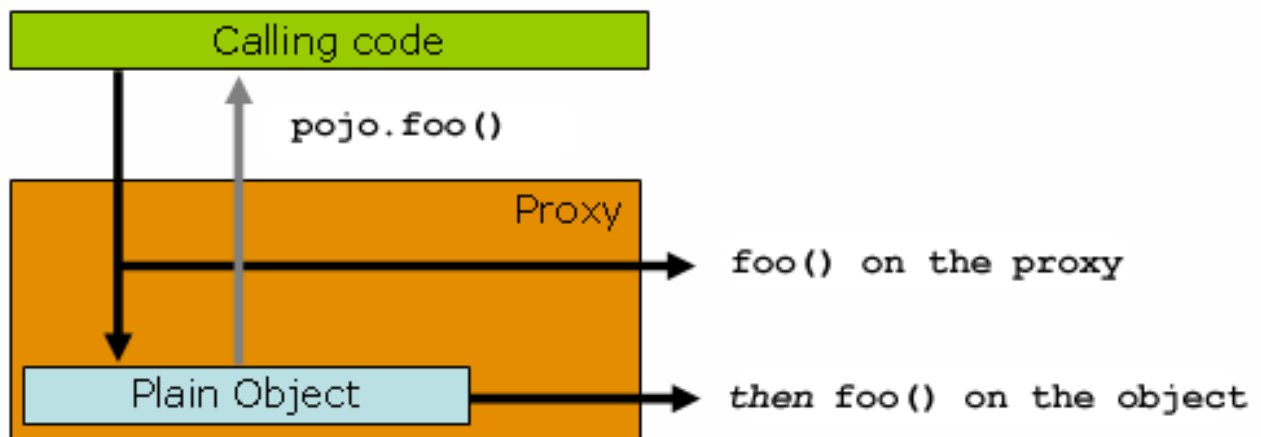 Calling code
pojo.foo()
Proxy
foo() on the proxy
Plain Object
then foo() on the object